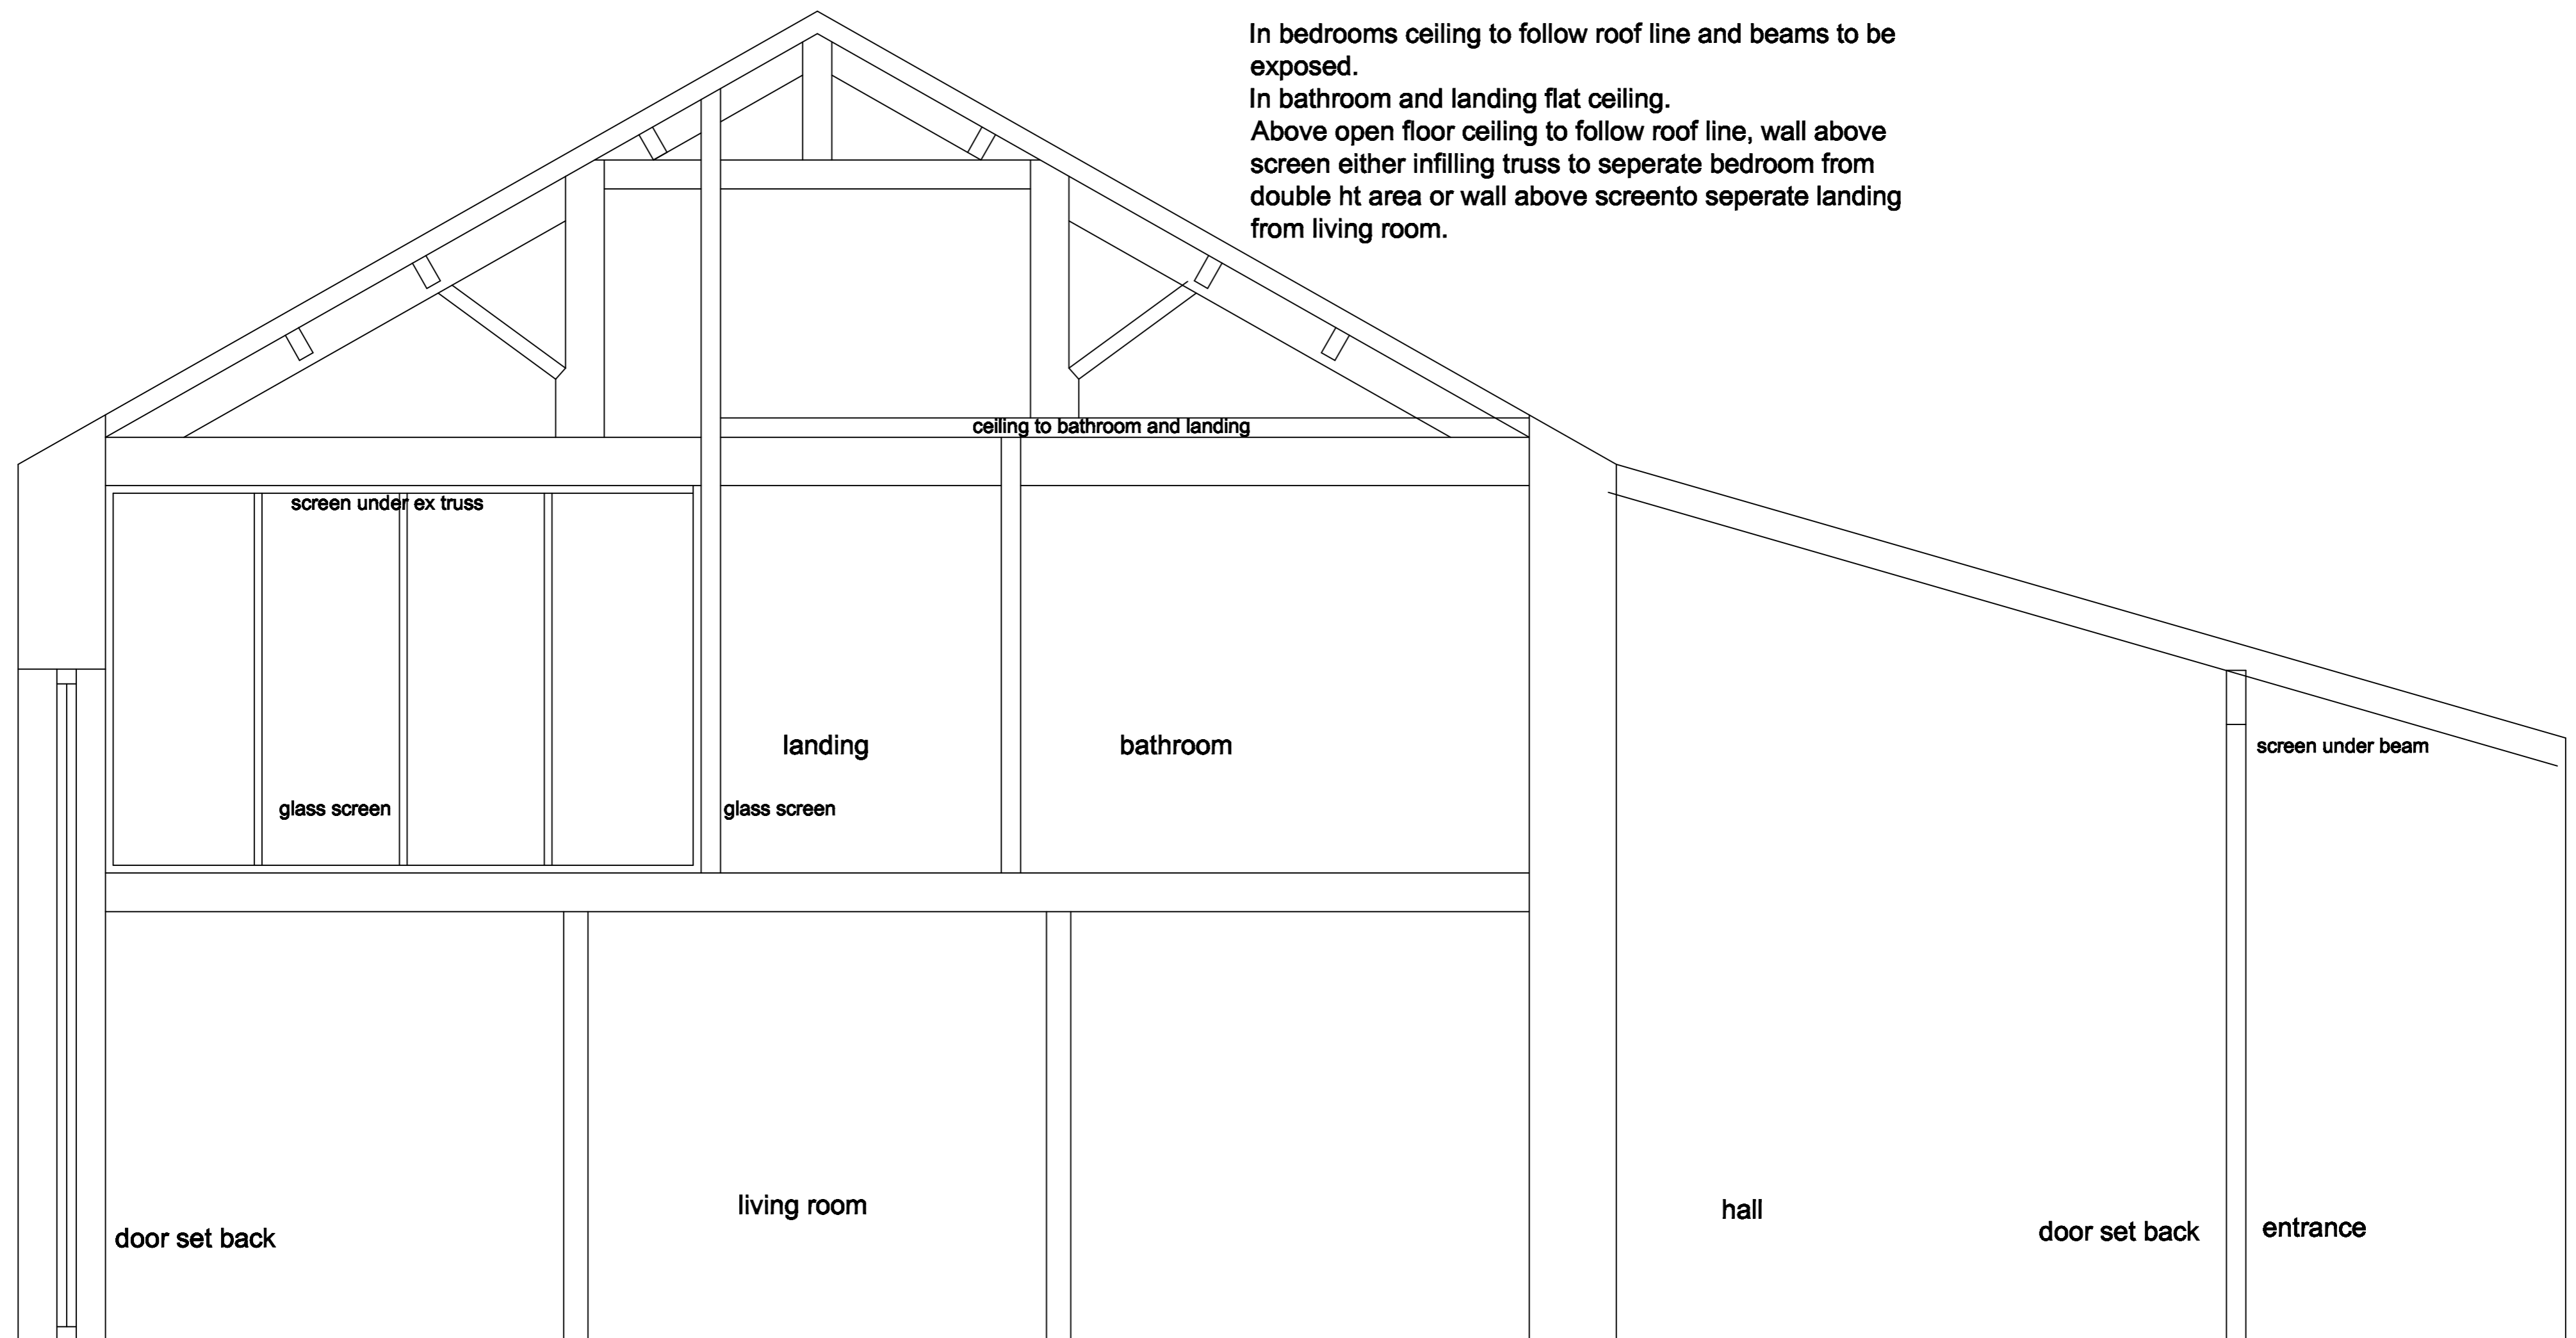 In bedrooms ceiling to follow roof line and beams to be
exposed.
In bathroom and landing flat ceiling.
Above open floor ceiling to follow roof line, wall above
screen either infilling truss to seperate bedroom from
double ht area or wall above screento seperate landing
from living room.
ceiling to bathroom and landing
screen under ex truss
landing
bathroom
screen under beam
glass screen
glass screen
living room
hall
door set back
door set back
entrance